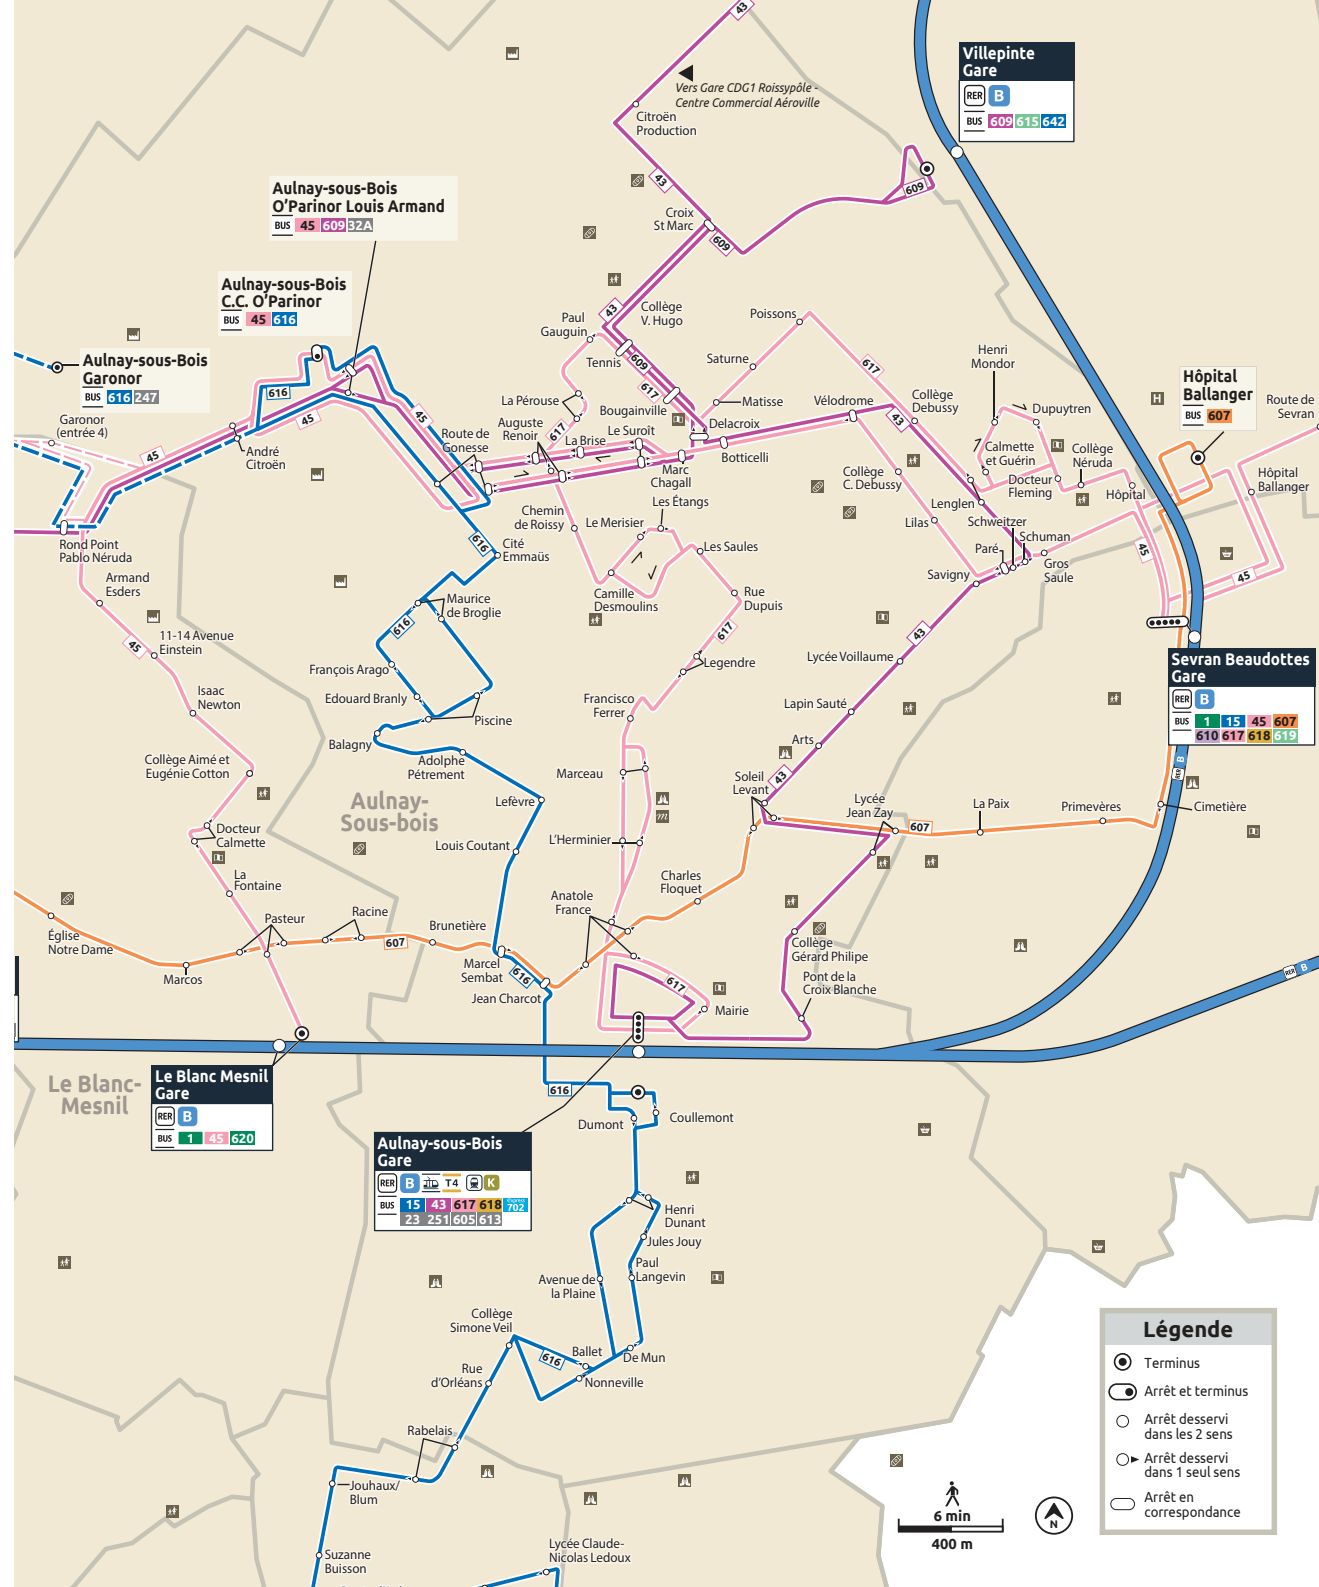 43
Villepinte
Gare
RER B
BUS 609 615 642
Vers Gare CDG1 Roissypôle -
Centre Commercial Aéroville
Citroën
Production
43
609
Aulnay-sous-Bois
O'Parinor Louis Armand
BUS 45 609 32A
Croix
St Marc
609
Aulnay-sous-Bois
C.C. O'Parinor
BUS 45 616
Collège
V. Hugo
43
Paul
Gauguin
Poissons
Tennis
609
617
Saturne
617
Henri
Mondor
Aulnay-sous-Bois
Garonor
BUS 616 247
616
45
45
Hôpital
Ballanger
BUS 607
H
Route de
Sevran
La Pérouse
Matisse
Vélodrome
Collège
Debussy
43
Dupuytren
Garonor
(entrée 4)
Bougainville
Auguste
Renoir
617
Le Suroît
La Brise
Delacroix
Botticelli
Route de
Gonesse
45
André
Citroën
Marc
Chagall
Collège
C. Debussy
Calmette
et Guérin
Collège
Néruda
Docteur
Fleming
Hôpital
Hôpital
Ballanger
Lenglen
Les Étangs
Chemin
de Roissy
Le Merisier
Lilas
Schweitzer
Schuman
Paré
Gros
Saule
45
45
616
Cité
Emmaüs
Rond Point
Pablo Néruda
Les Saules
Savigny
Armand
Esders
Camille
Desmoulins
Rue
Dupuis
Maurice
de Broglie
616
617
43
45
11-14 Avenue
Einstein
François Arago
Legendre
Lycée Voillaume
Sevran Beaudottes
Gare
RER B
BUS 1 15 45 607
610 617 618 619
Isaac
Newton
Edouard Branly
Piscine
Francisco
Ferrer
Lapin Sauté
Balagny
Arts
Collège Aimé et
Eugénie Cotton
Adolphe
Pétrement
Marceau
Soleil
Levant
43
RER B
Aulnay-
Sous-bois
Lefèvre
Lycée
Jean Zay
La Paix
Primevères
Cimetière
607
Docteur
Calmette
Louis Coutant
L'Herminier
La
Fontaine
Charles
Floquet
Anatole
France
Pasteur
Racine
Brunetière
607
Église
Notre Dame
Marcos
Marcel
Sembat
616
Jean Charcot
Collège
Gérard Philipe
Pont de la
Croix Blanche
617
Mairie
RER B
Le Blanc-
Mesnil
Le Blanc Mesnil
Gare
RER B
BUS 1 45 620
616
Dumont
Coullemont
Aulnay-sous-Bois
Gare
RER B T4 K
BUS 15 43 617 618 express 702
23 251 605 613
Henri
Dunant
Jules Jouy
Paul
Langevin
Avenue de
la Plaine
Collège
Simone Veil
616
Ballet
De Mun
Rue
d'Orléans
Nonneville
Rabelais
Jouhaux/
Blum
Suzanne
Buisson
Lycée Claude-
Nicolas Ledoux
6 min
400 m
N
Légende
Terminus
Arrêt et terminus
Arrêt desservi
dans les 2 sens
Arrêt desservi
dans 1 seul sens
Arrêt en
correspondance